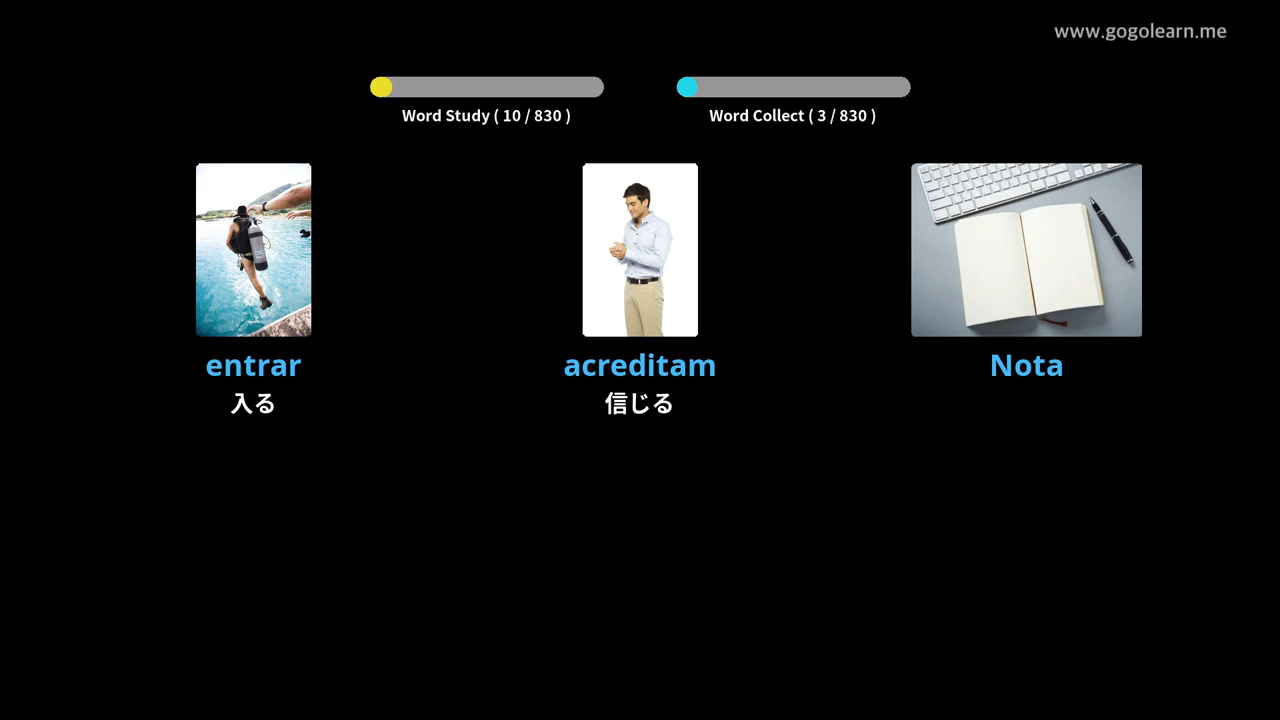 www.gogolearn.me
Word Study ( 10 / 830 )
Word Collect ( 3 / 830 )
entrar
入る
acreditam
信じる
Nota